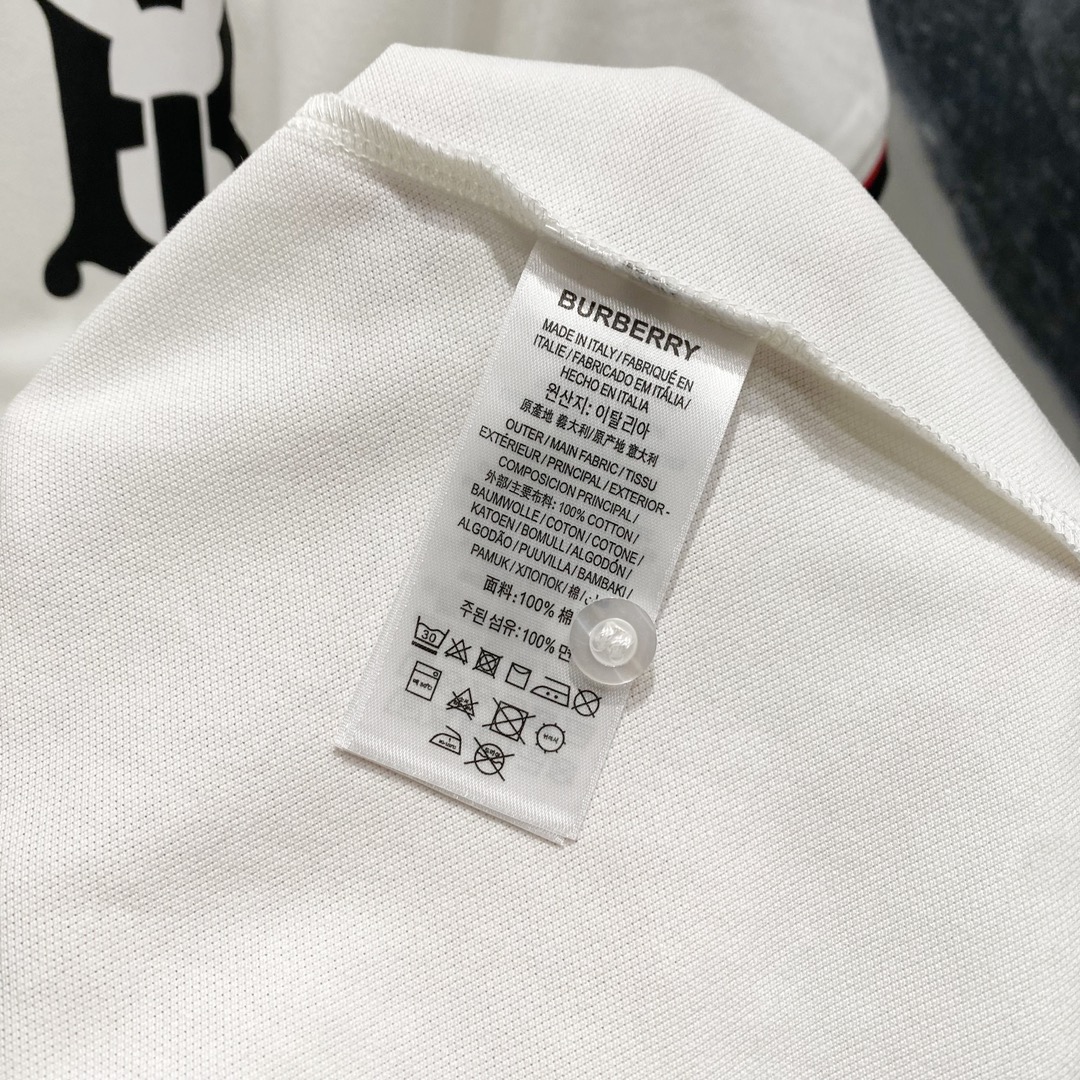 BURBERRY
MADE IN ITALY / FABRIQUÉ EN
ITALIE / FABRICADO EM ITÁLIA /
HECHO EN ITALIA
원산지: 이탈리아
原產地 義大利/原产地 意大利
OUTER / MAIN FABRIC / TISSU
EXTÉRIEUR / PRINCIPAL / EXTERIOR -
COMPOSICION PRINCIPAL /
外部/主要布料: 100% COTTON /
BAUMWOLLE / COTON / COTONE /
KATOEN / BOMULL / ALGODÓN /
ALGODÃO / PUUVILLA / BAMBAKI /
PAMUK / ХЛОПОК / 棉 /
面料:100% 棉
주된 섬유: 100% 면
30